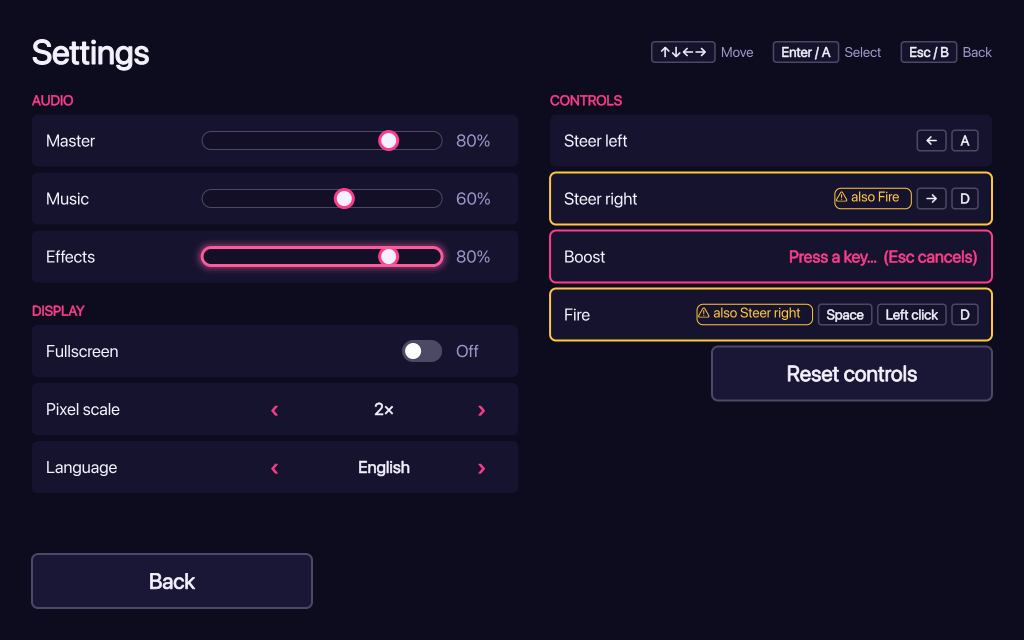 Settings
↑↓←→ Move Enter / A Select Esc / B Back
AUDIO
Master 80%
Music 60%
Effects 80%
DISPLAY
Fullscreen Off
Pixel scale ‹ 2× ›
Language ‹ English ›
Back
CONTROLS
Steer left ← A
Steer right ⚠ also Fire → D
Boost Press a key... (Esc cancels)
Fire ⚠ also Steer right Space Left click D
Reset controls